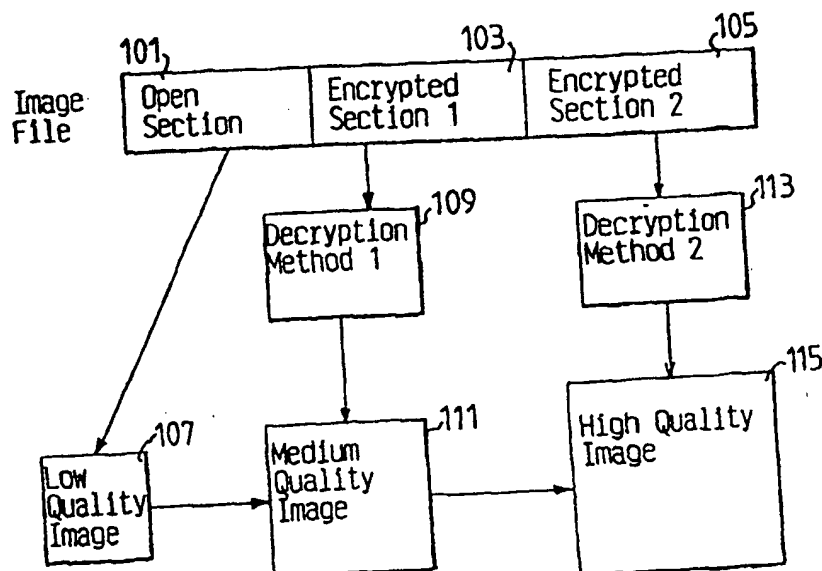 101
103
105
Image
File
Open
Section
Encrypted
Section 1
Encrypted
Section 2
109
Decryption
Method 1
113
Decryption
Method 2
107
Low
Quality
Image
111
Medium
Quality
Image
115
High Quality
Image